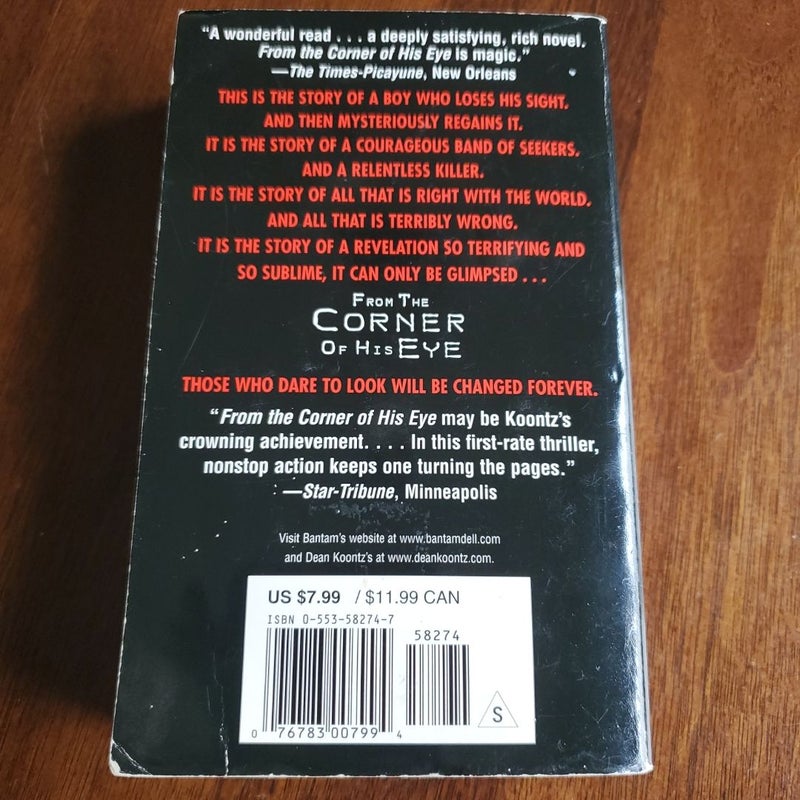 "A wonderful read . . . a deeply satisfying, rich novel.
From the Corner of His Eye is magic."
—The Times-Picayune, New Orleans
THIS IS THE STORY OF A BOY WHO LOSES HIS SIGHT.
AND THEN MYSTERIOUSLY REGAINS IT.
IT IS THE STORY OF A COURAGEOUS BAND OF SEEKERS.
AND A RELENTLESS KILLER.
IT IS THE STORY OF ALL THAT IS RIGHT WITH THE WORLD.
AND ALL THAT IS TERRIBLY WRONG.
IT IS THE STORY OF A REVELATION SO TERRIFYING AND
SO SUBLIME, IT CAN ONLY BE GLIMPSED . . .
FROM THE
CORNER
OF HIS EYE
THOSE WHO DARE TO LOOK WILL BE CHANGED FOREVER.
"From the Corner of His Eye may be Koontz's
crowning achievement. . . . In this first-rate thriller,
nonstop action keeps one turning the pages."
—Star-Tribune, Minneapolis
Visit Bantam's website at www.bantamdell.com
and Dean Koontz's at www.deankoontz.com.
US $7.99 / $11.99 CAN
ISBN 0-553-58274-7
58274
S
0 76783 00799 4